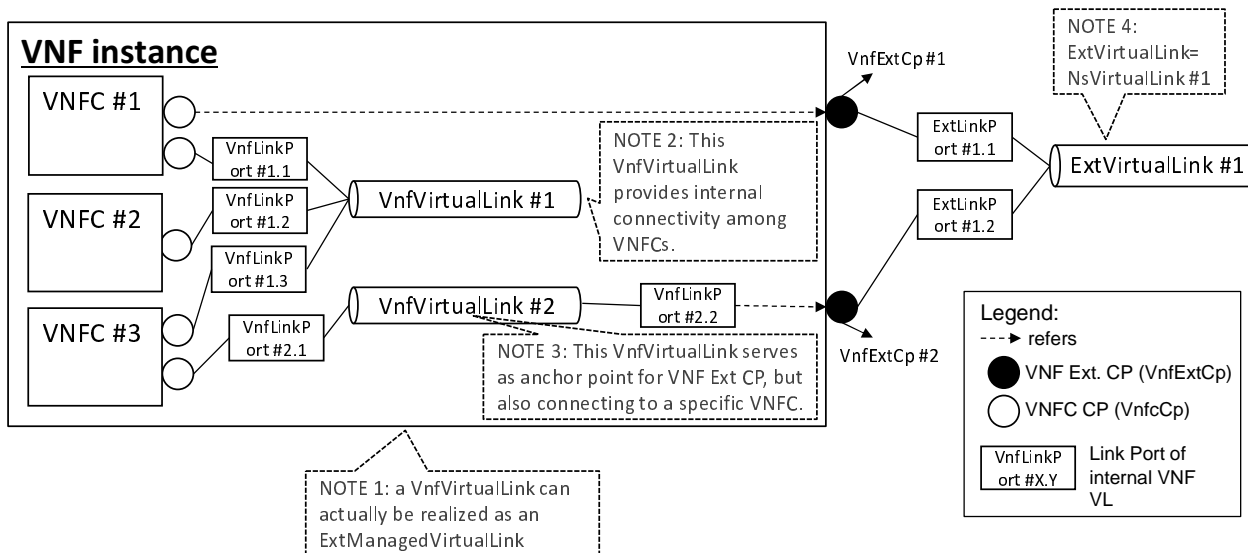 VNF instance
VNFC #1
VNFC #2
VNFC #3
VnfLinkP
ort #1.1
VnfLinkP
ort #1.2
VnfLinkP
ort #1.3
VnfLinkP
ort #2.1
VnfVirtualLink #1
VnfVirtualLink #2
VnfLinkP
ort #2.2
NOTE 2: This
VnfVirtualLink
provides internal
connectivity among
VNFCs.
NOTE 3: This VnfVirtualLink serves
as anchor point for VNF Ext CP, but
also connecting to a specific VNFC.
NOTE 1: a VnfVirtualLink can
actually be realized as an
ExtManagedVirtualLink
VnfExtCp #1
VnfExtCp #2
ExtLinkP
ort #1.1
ExtLinkP
ort #1.2
NOTE 4:
ExtVirtualLink=
NsVirtualLink #1
ExtVirtualLink #1
Legend:
refers
VNF Ext. CP (VnfExtCp)
VNFC CP (VnfcCp)
VnfLinkP
ort #X.Y
Link Port of
internal VNF
VL